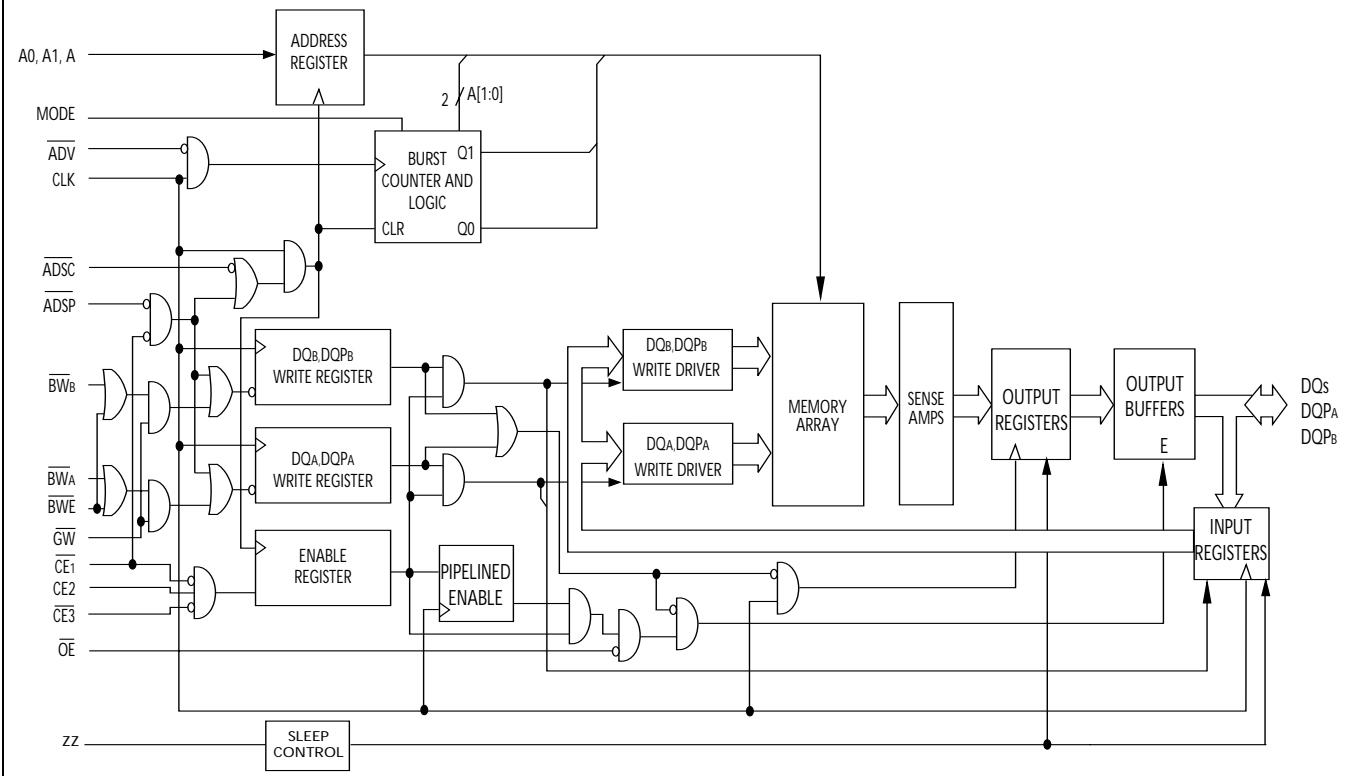 A0, A1, A
ADDRESS
REGISTER
2
A[1:0]
MODE
ADV
CLK
BURST
COUNTER AND
LOGIC
Q1
CLR
Q0
ADSC
ADSP
DQB,DQPB
WRITE REGISTER
DQB,DQPB
WRITE DRIVER
BWB
MEMORY
ARRAY
SENSE
AMPS
OUTPUT
REGISTERS
OUTPUT
BUFFERS
E
DQs
DQPA
DQPB
DQA,DQPA
WRITE REGISTER
DQA,DQPA
WRITE DRIVER
BWA
BWE
GW
CE1
CE2
CE3
ENABLE
REGISTER
PIPELINED
ENABLE
INPUT
REGISTERS
OE
ZZ
SLEEP
CONTROL